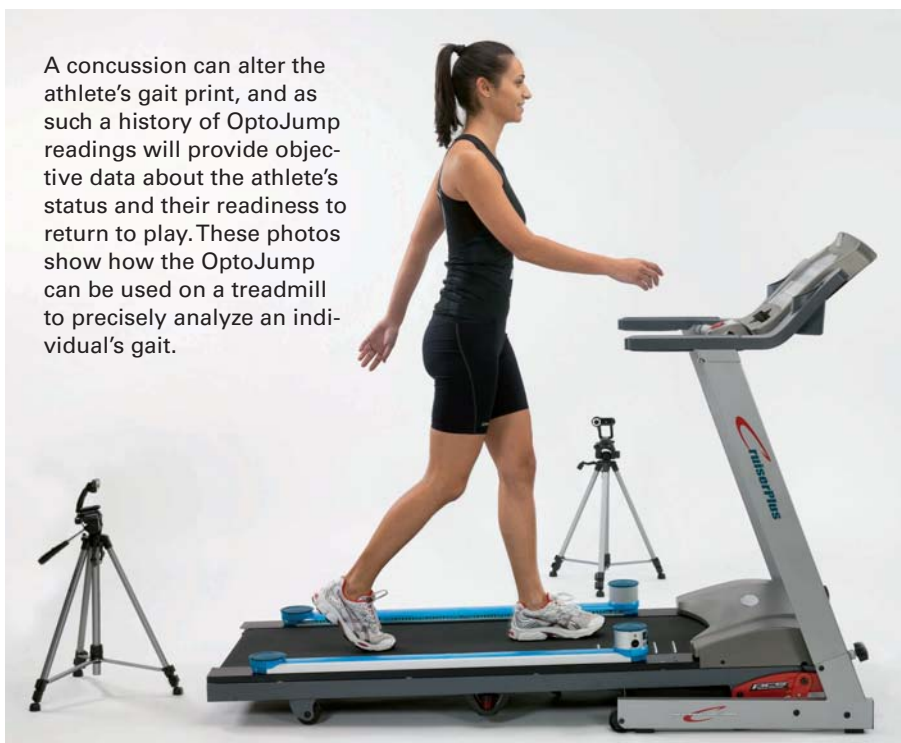 A concussion can alter the
athlete's gait print, and as
such a history of OptoJump
readings will provide objec-
tive data about the athlete's
status and their readiness to
return to play. These photos
show how the OptoJump
can be used on a treadmill
to precisely analyze an indi-
vidual's gait.
CruiserPlus